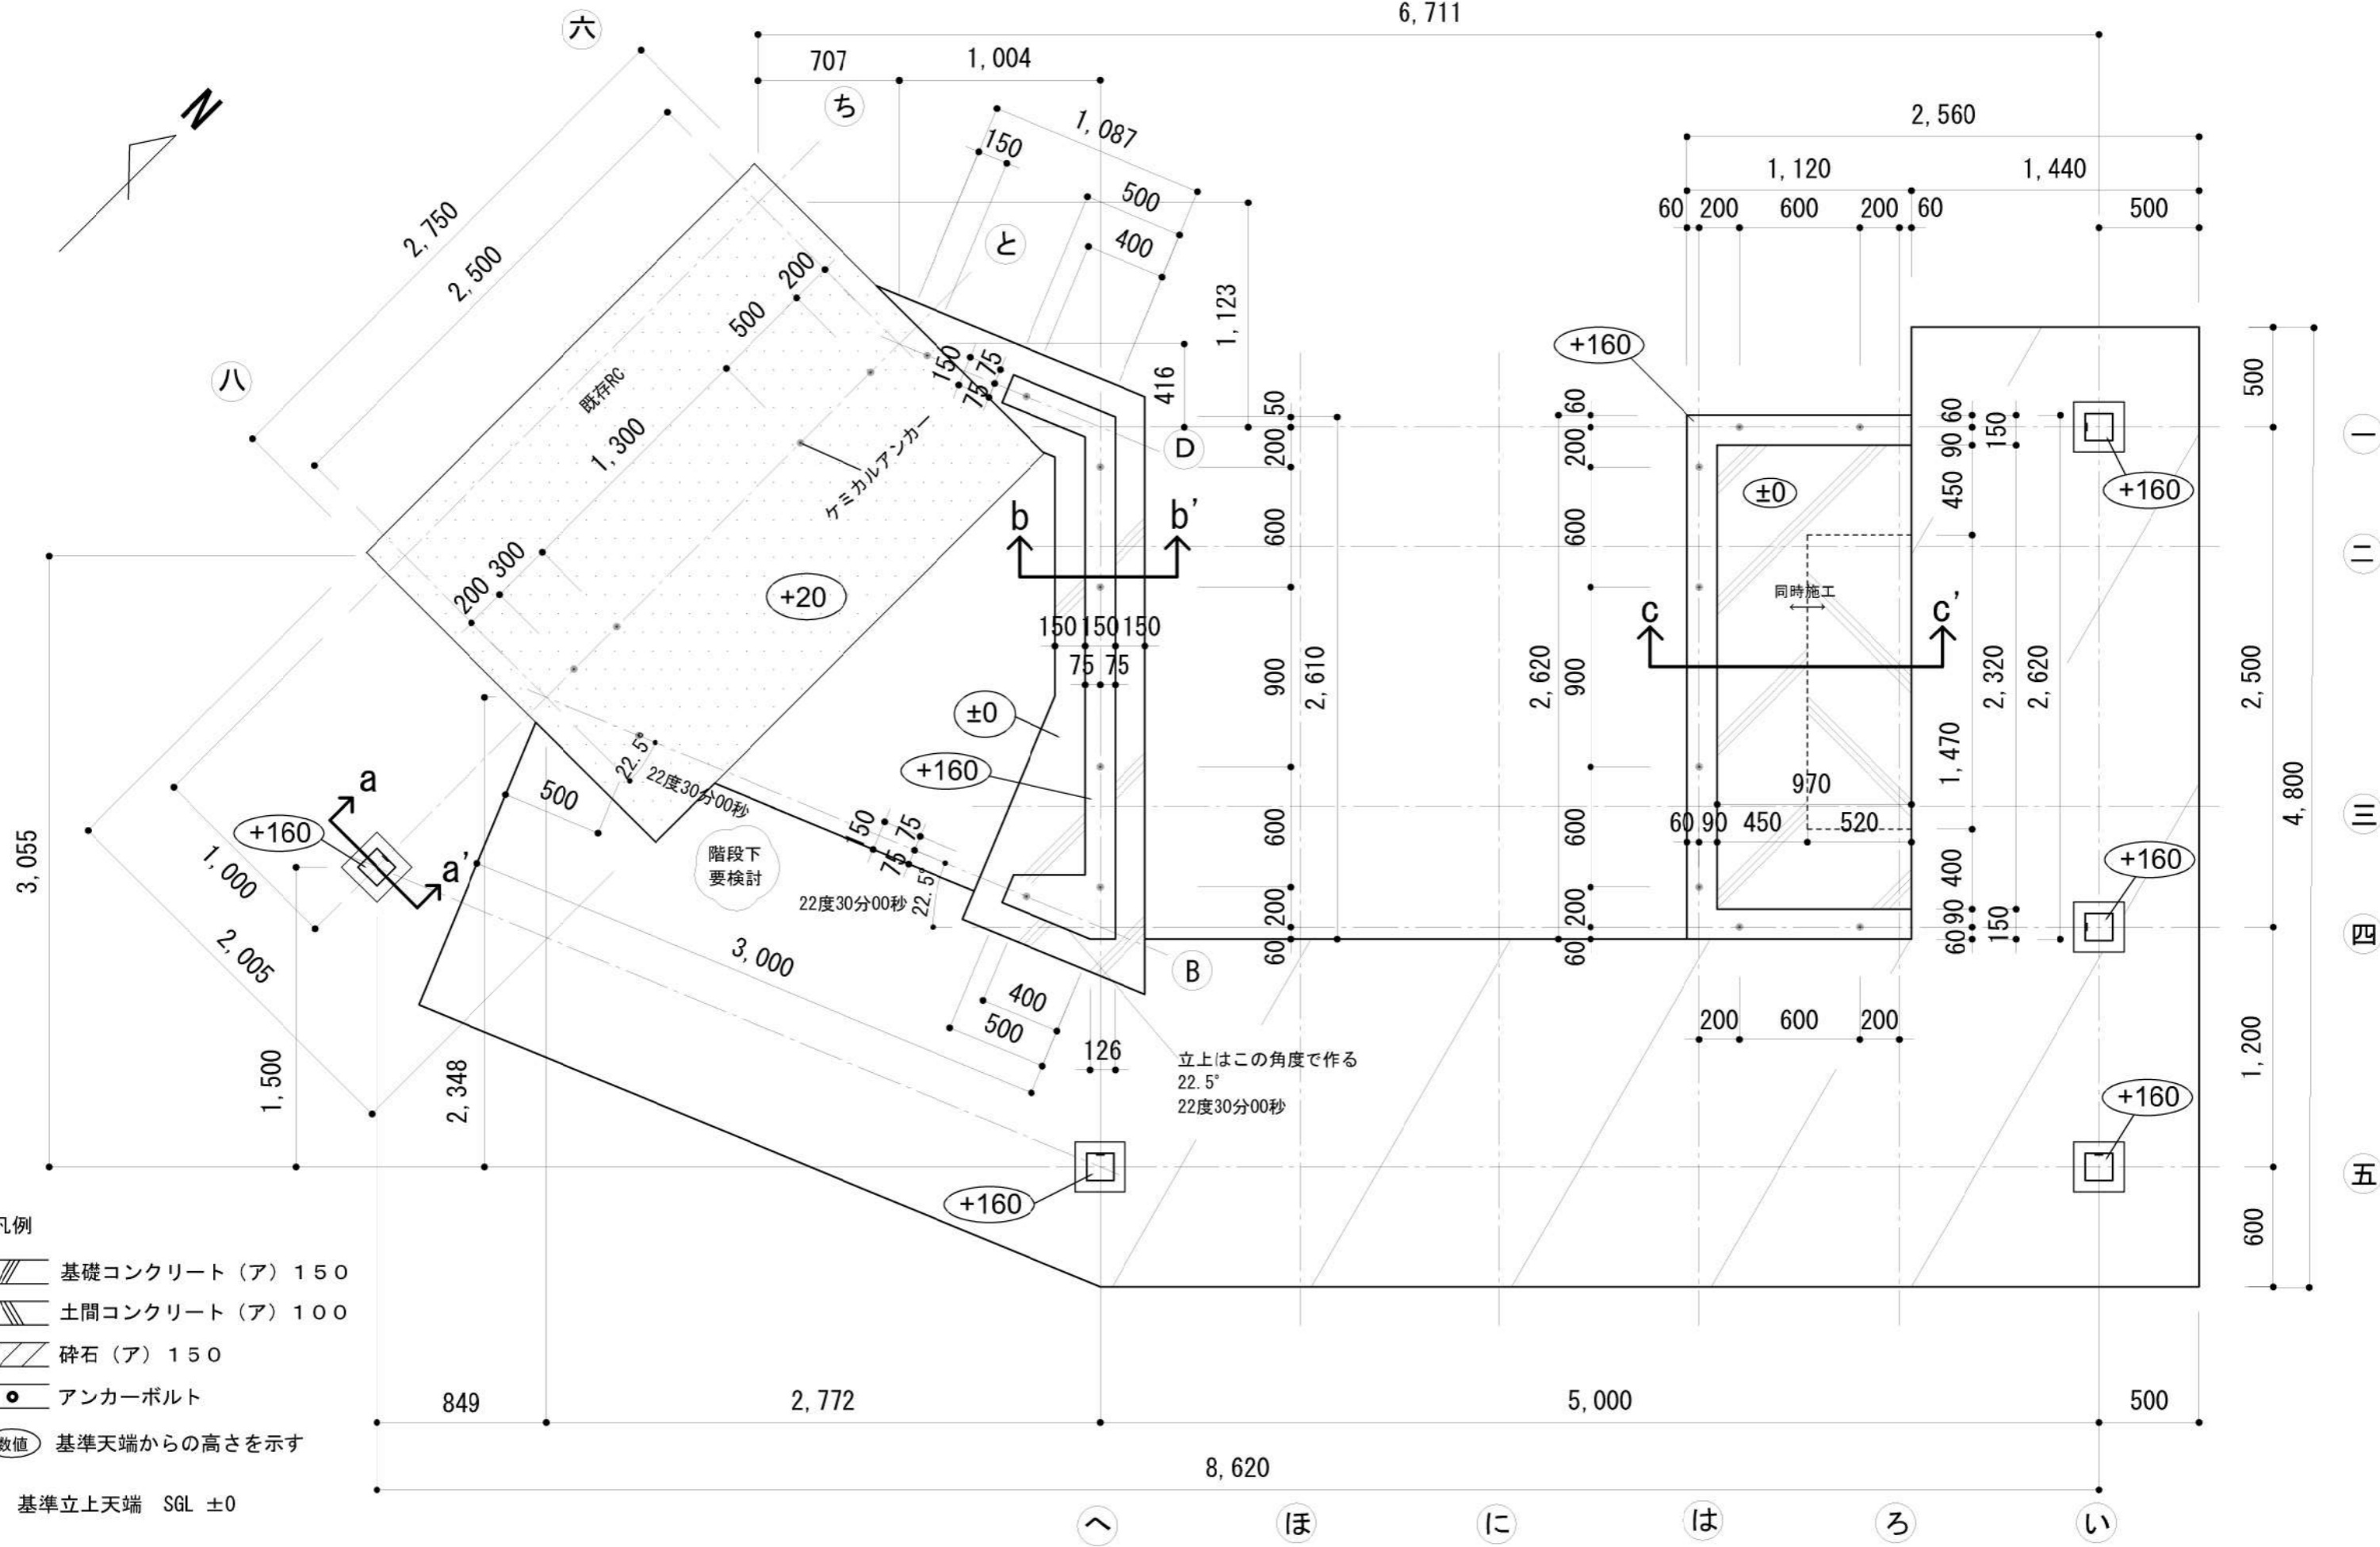 6,711
707
1,004
六
ち
N
1,087
150
500
400
と
2,560
1,120
1,440
60
200
600
200
60
500
2,750
2,500
200
500
1,300
既存RC
ケミカルアンカー
八
300
200
+20
150
75
75
1,123
416
D
b
b'
150
150
150
75
75
±0
+160
50
200
600
900
600
200
60
2,610
60
200
600
900
600
200
60
2,620
+160
±0
同時施工
c
c'
970
60
90
450
520
60
90
450
1,470
400
90
60
150
2,320
150
2,620
+160
+160
+160
500
2,500
1,200
600
4,800
一
二
三
四
五
3,055
a
a'
+160
1,000
2,005
1,500
2,348
500
22.5°
22度30分00秒
階段下
要検討
150
75
75
22.5°
22度30分00秒
3,000
400
500
126
B
立上はこの角度で作る
22.5°
22度30分00秒
200
600
200
+160
凡例
基礎コンクリート（ア）１５０
土間コンクリート（ア）１００
砕石（ア）１５０
アンカーボルト
数値
基準天端からの高さを示す
基準立上天端　SGL ±0
849
2,772
5,000
500
8,620
へ
ほ
に
は
ろ
い